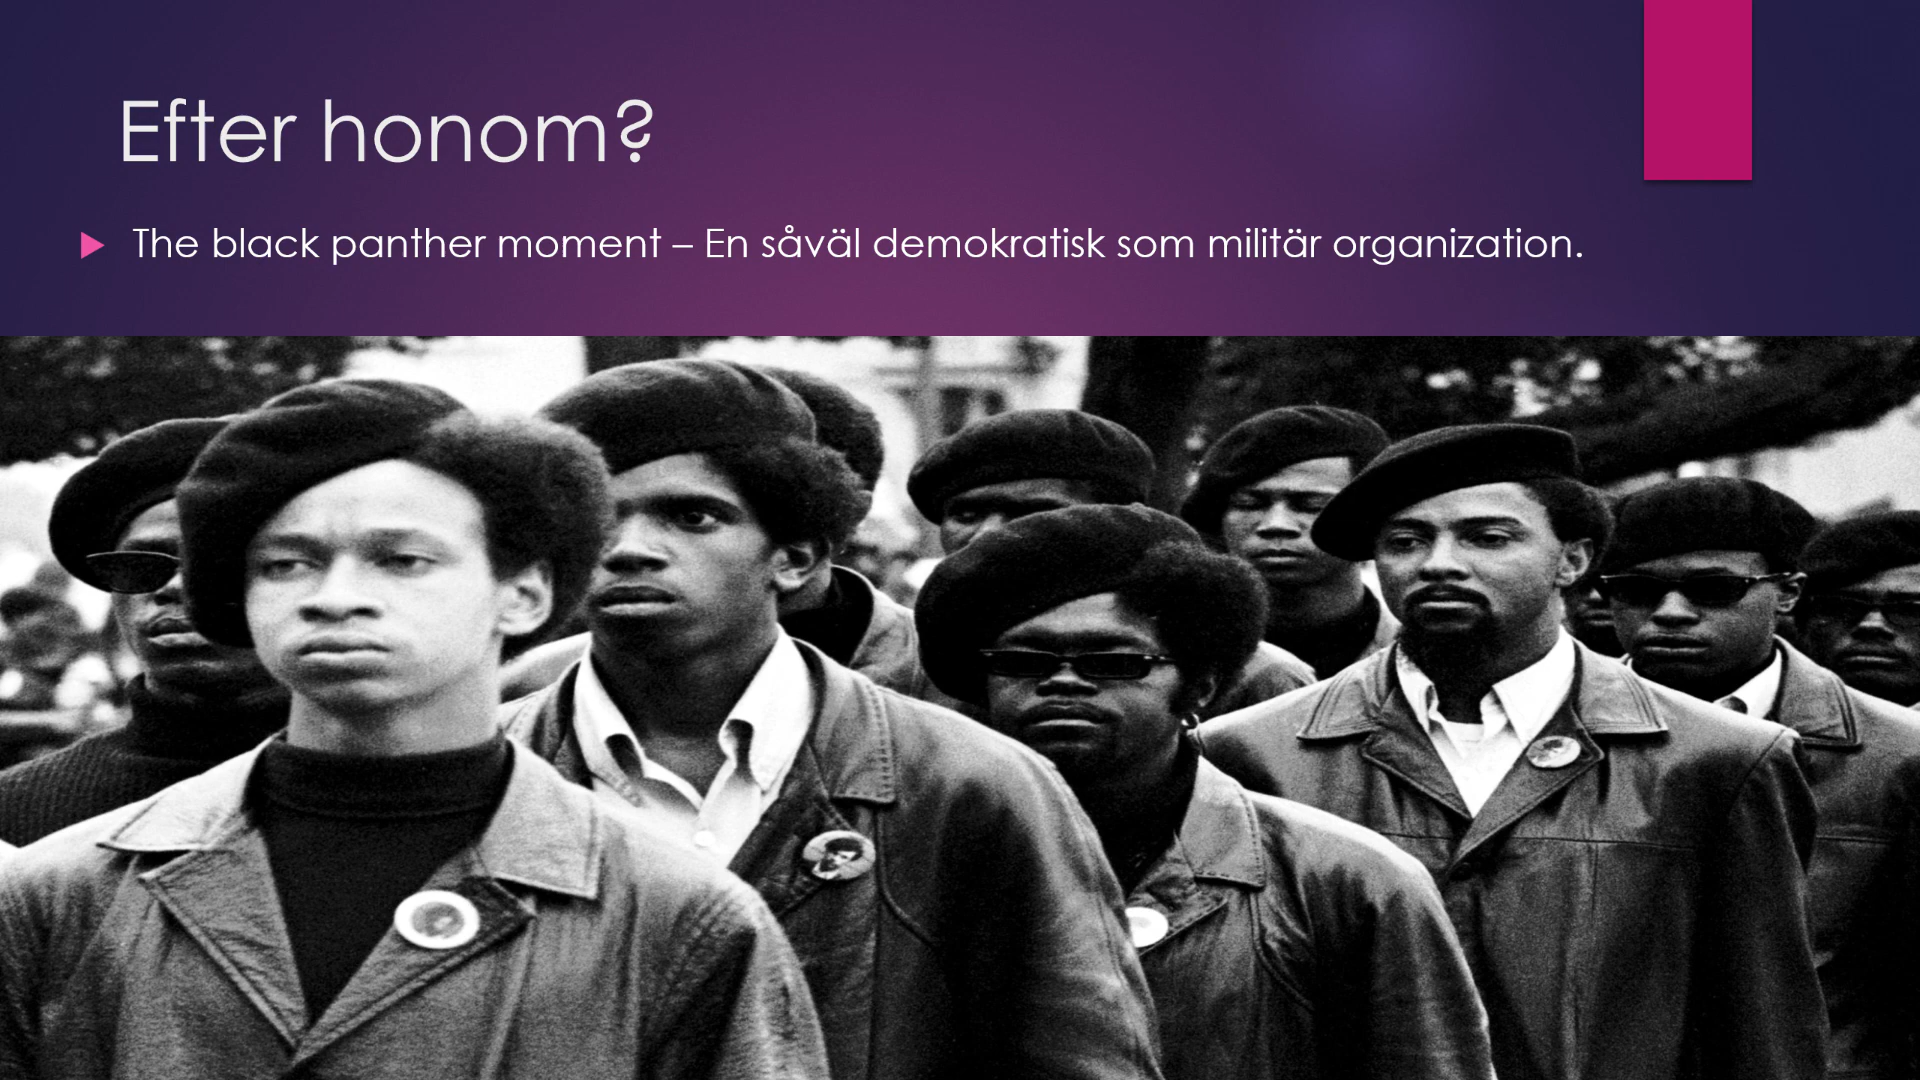 Efter honom?
The black panther moment – En såväl demokratisk som militär organization.